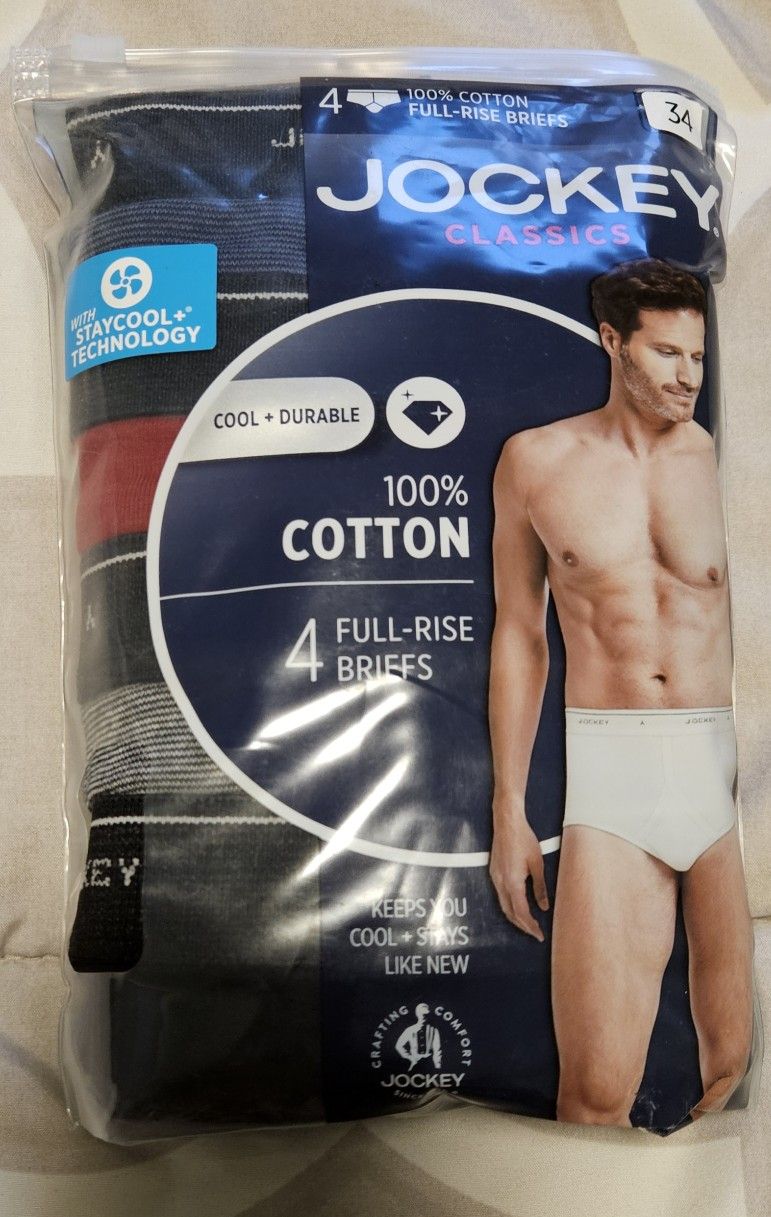 4 100% COTTON
FULL-RISE BRIEFS
34
JOCKEY
CLASSICS
WITH
STAYCOOL+®
TECHNOLOGY
COOL + DURABLE
100%
COTTON
4 FULL-RISE
BRIEFS
JOCKEY JOCKEY
KEY
KEEPS YOU
COOL + STAYS
LIKE NEW
CRAFTING COMFORT
JOCKEY